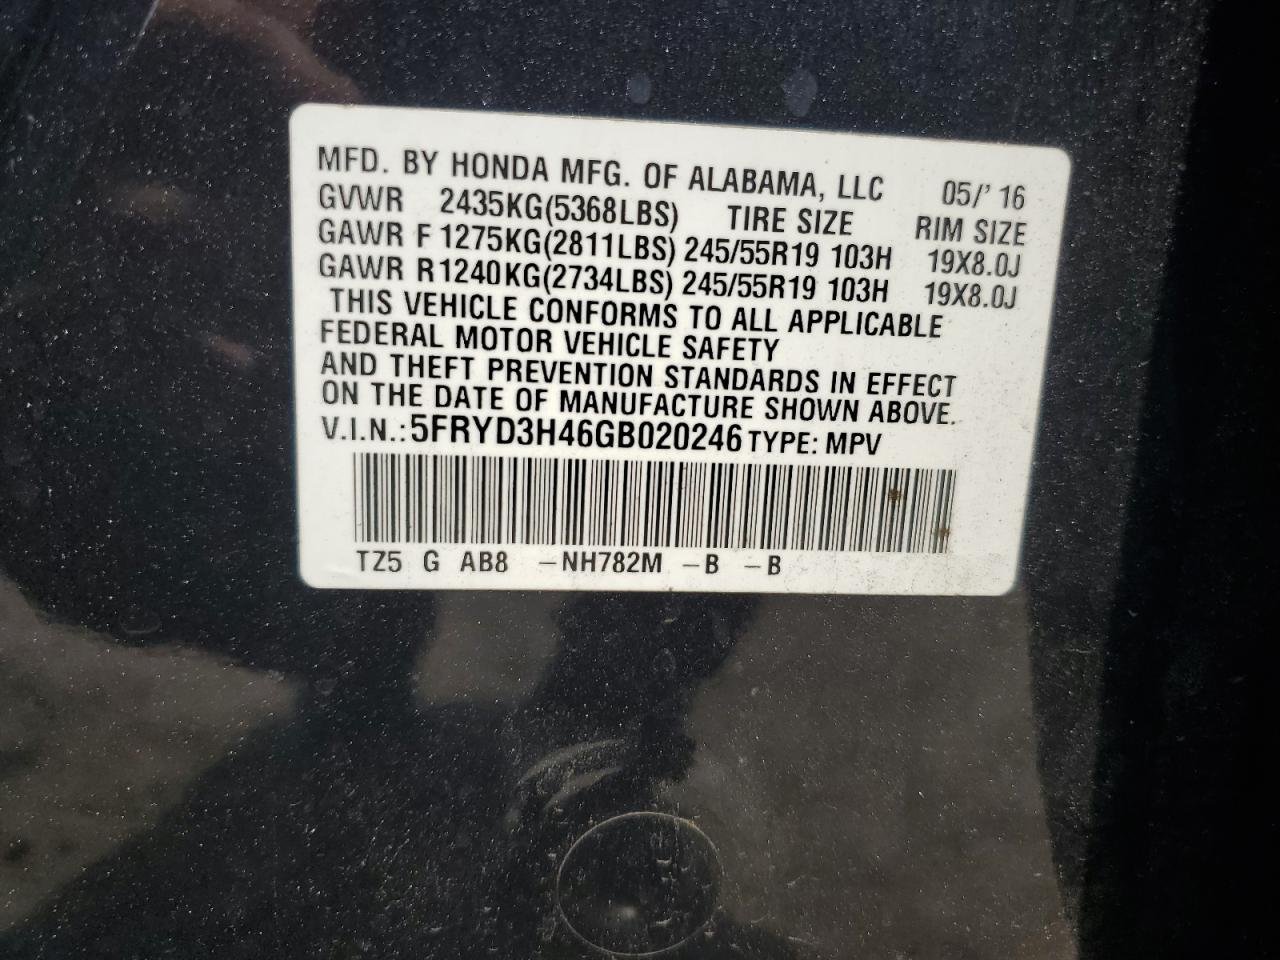 MFD. BY HONDA MFG. OF ALABAMA, LLC 05/' 16
GVWR 2435KG(5368LBS) TIRE SIZE RIM SIZE
GAWR F 1275KG(2811LBS) 245/55R19 103H 19X8.0J
GAWR R 1240KG(2734LBS) 245/55R19 103H 19X8.0J
THIS VEHICLE CONFORMS TO ALL APPLICABLE
FEDERAL MOTOR VEHICLE SAFETY
AND THEFT PREVENTION STANDARDS IN EFFECT
ON THE DATE OF MANUFACTURE SHOWN ABOVE.
V.I.N.: 5FRYD3H46GB020246 TYPE: MPV
TZ5 G AB8 -NH782M -B -B